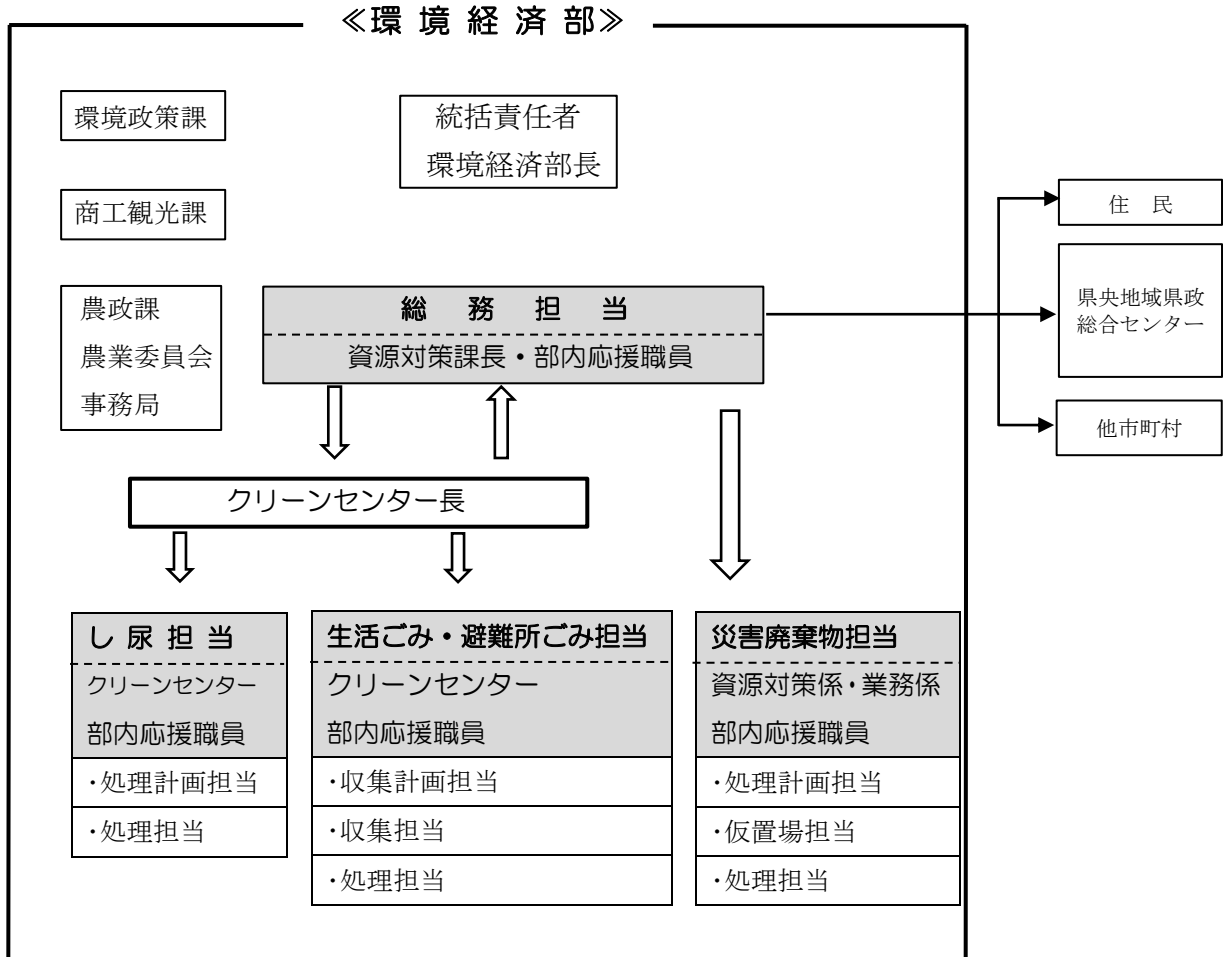 ≪環 境 経 済 部≫
環境政策課
統括責任者
環境経済部長
商工観光課
住　民
農政課
農業委員会
事務局
総　務　担　当
資源対策課長・部内応援職員
県央地域県政
総合センター
他市町村
クリーンセンター長
し 尿 担 当
クリーンセンター
部内応援職員
・処理計画担当
・処理担当
生活ごみ・避難所ごみ担当
クリーンセンター
部内応援職員
・収集計画担当
・収集担当
・処理担当
災害廃棄物担当
資源対策係・業務係
部内応援職員
・処理計画担当
・仮置場担当
・処理担当